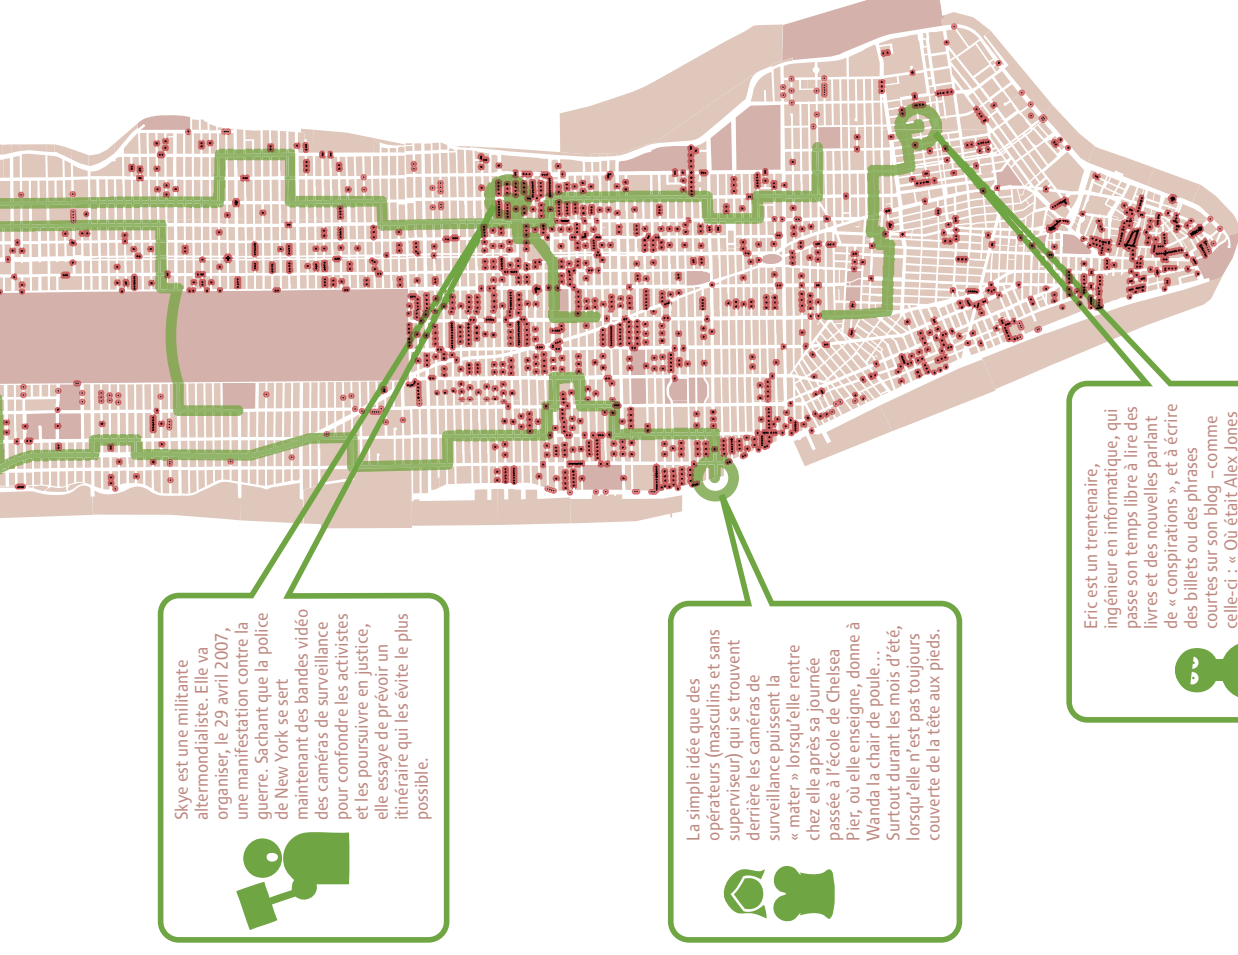 Skye est une militante
altermondialiste. Elle va
organiser, le 29 avril 2007,
une manifestation contre la
guerre. Sachant que la police
de New York se sert
maintenant des bandes vidéo
des caméras de surveillance
pour confondre les activistes
et les poursuivre en justice,
elle essaye de prévoir un
itinéraire qui les évite le plus
possible.
La simple idée que des
opérateurs (masculins et sans
superviseur) qui se trouvent
derrière les caméras de
surveillance puissent la
« mater » lorsqu'elle rentre
chez elle après sa journée
passée à l'école de Chelsea
Pier, où elle enseigne, donne à
Wanda la chair de poule…
Surtout durant les mois d'été,
lorsqu'elle n'est pas toujours
couverte de la tête aux pieds.
Eric est un trentenaire,
ingénieur en informatique, qui
passe son temps libre à lire des
livres et des nouvelles parlant
de « conspirations », et à écrire
des billets ou des phrases
courtes sur son blog –comme
celle-ci : « Où était Alex Jones